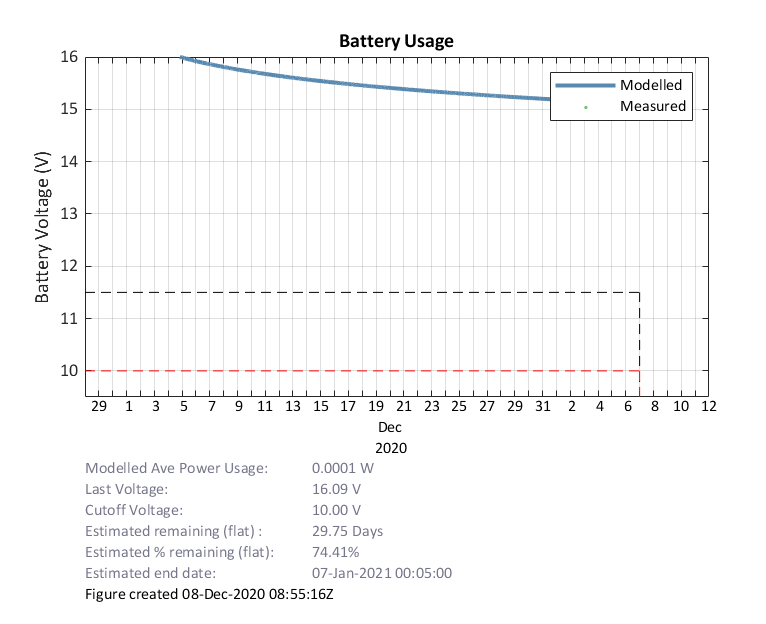 Battery Usage
Battery Voltage (V)
16
15
14
13
12
11
10
Modelled
Measured
29 1 3 5 7 9 11 13 15 17 19 21 23 25 27 29 31 2 4 6 8 10 12
Dec
2020
Modelled Ave Power Usage: 0.0001 W
Last Voltage: 16.09 V
Cutoff Voltage: 10.00 V
Estimated remaining (flat) : 29.75 Days
Estimated % remaining (flat): 74.41%
Estimated end date: 07-Jan-2021 00:05:00
Figure created 08-Dec-2020 08:55:16Z